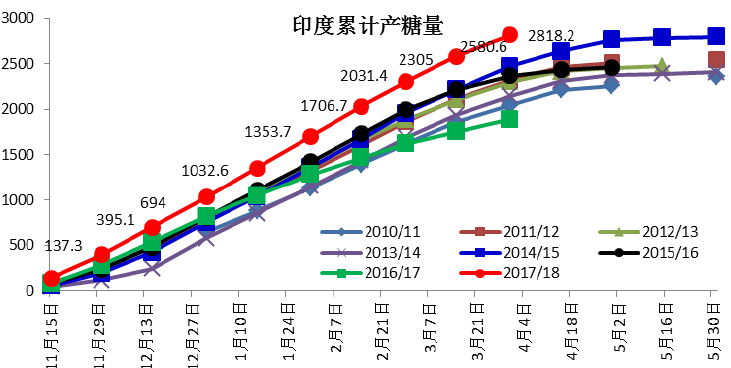 印度累计产糖量
3000
2500
2000
1500
1000
500
0
137.3
395.1
694
1032.6
1353.7
1706.7
2031.4
2305
2580.6
2818.2
2010/11
2011/12
2012/13
2013/14
2014/15
2015/16
2016/17
2017/18
11月15日
11月29日
12月13日
12月27日
1月10日
1月24日
2月7日
2月21日
3月7日
3月21日
4月4日
4月18日
5月2日
5月16日
5月30日